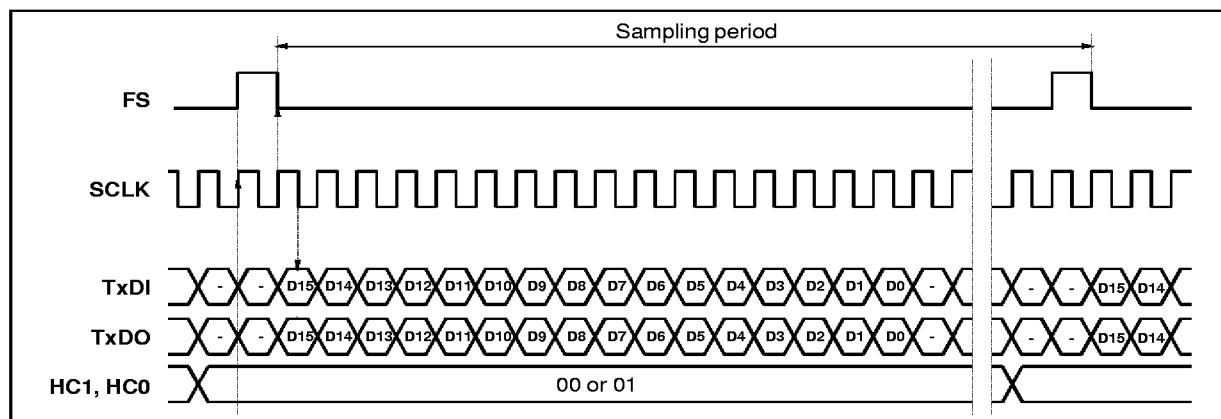 Sampling period
FS
SCLK
TxDI - - D15 D14 D13 D12 D11 D10 D9 D8 D7 D6 D5 D4 D3 D2 D1 D0 - - - D15 D14
TxDO - - D15 D14 D13 D12 D11 D10 D9 D8 D7 D6 D5 D4 D3 D2 D1 D0 - - - D15 D14
HC1, HC0 00 or 01